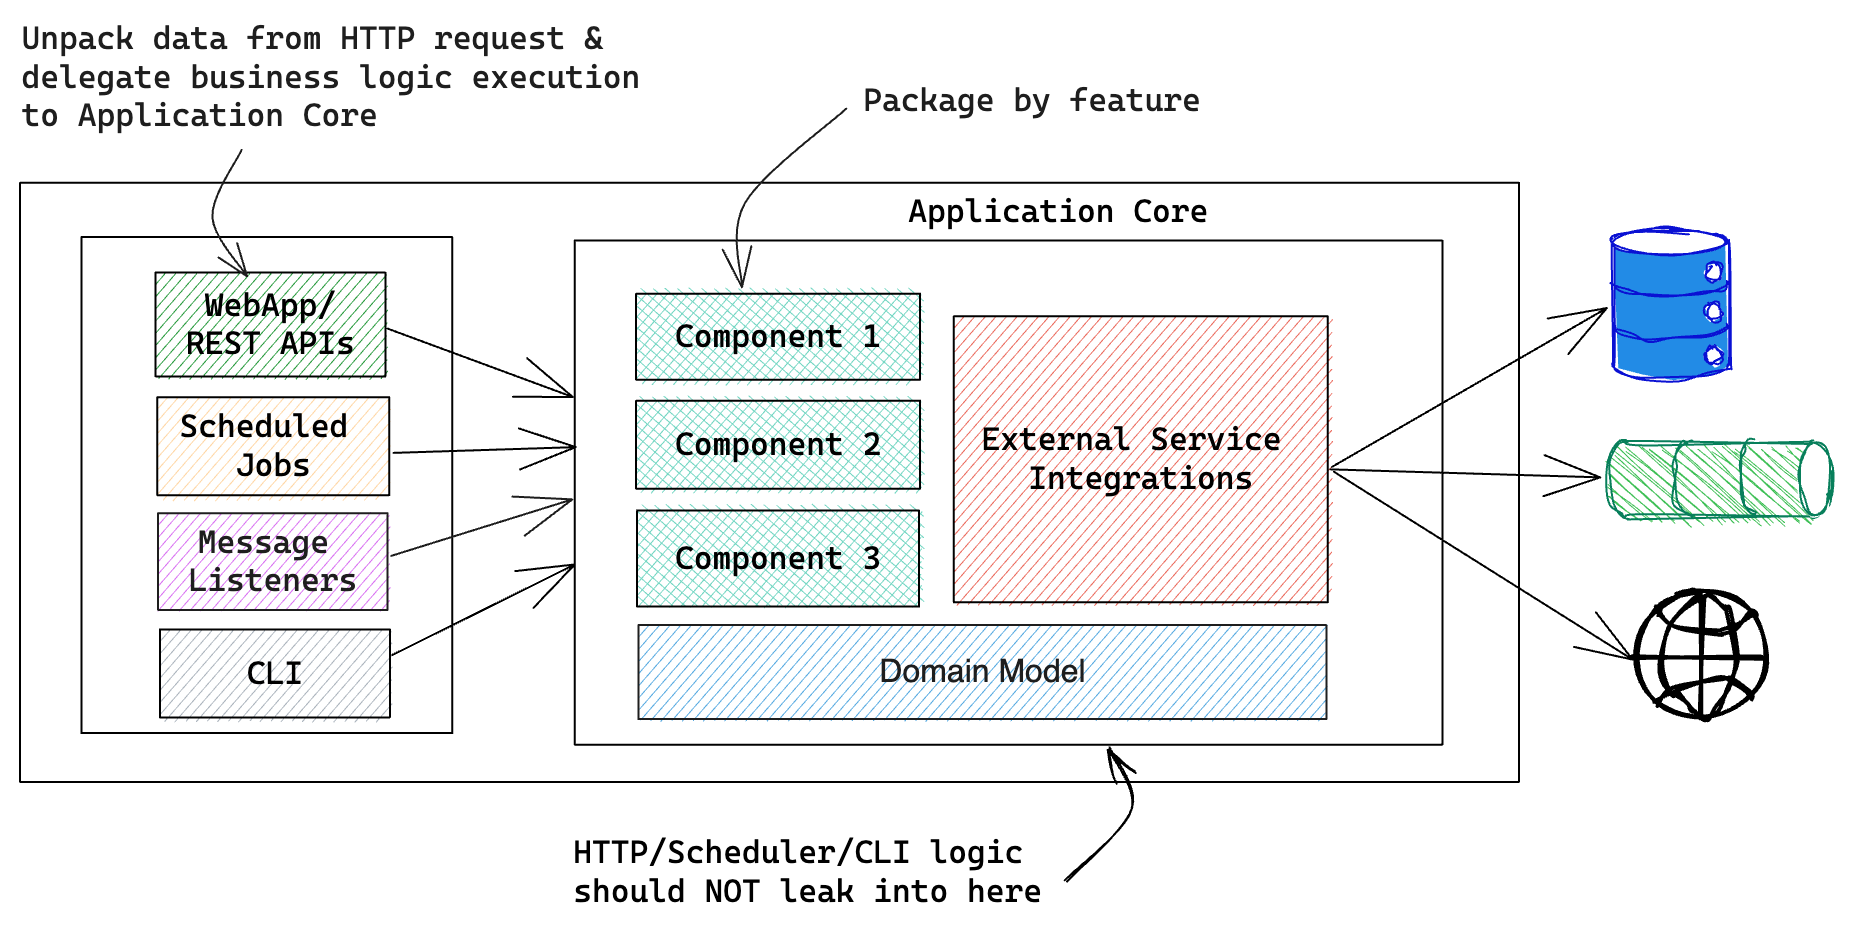 Unpack data from HTTP request &
delegate business logic execution
to Application Core
Package by feature
Application Core
WebApp/
REST APIs
Scheduled
Jobs
Message
Listeners
CLI
Component 1
Component 2
Component 3
External Service
Integrations
Domain Model
HTTP/Scheduler/CLI logic
should NOT leak into here